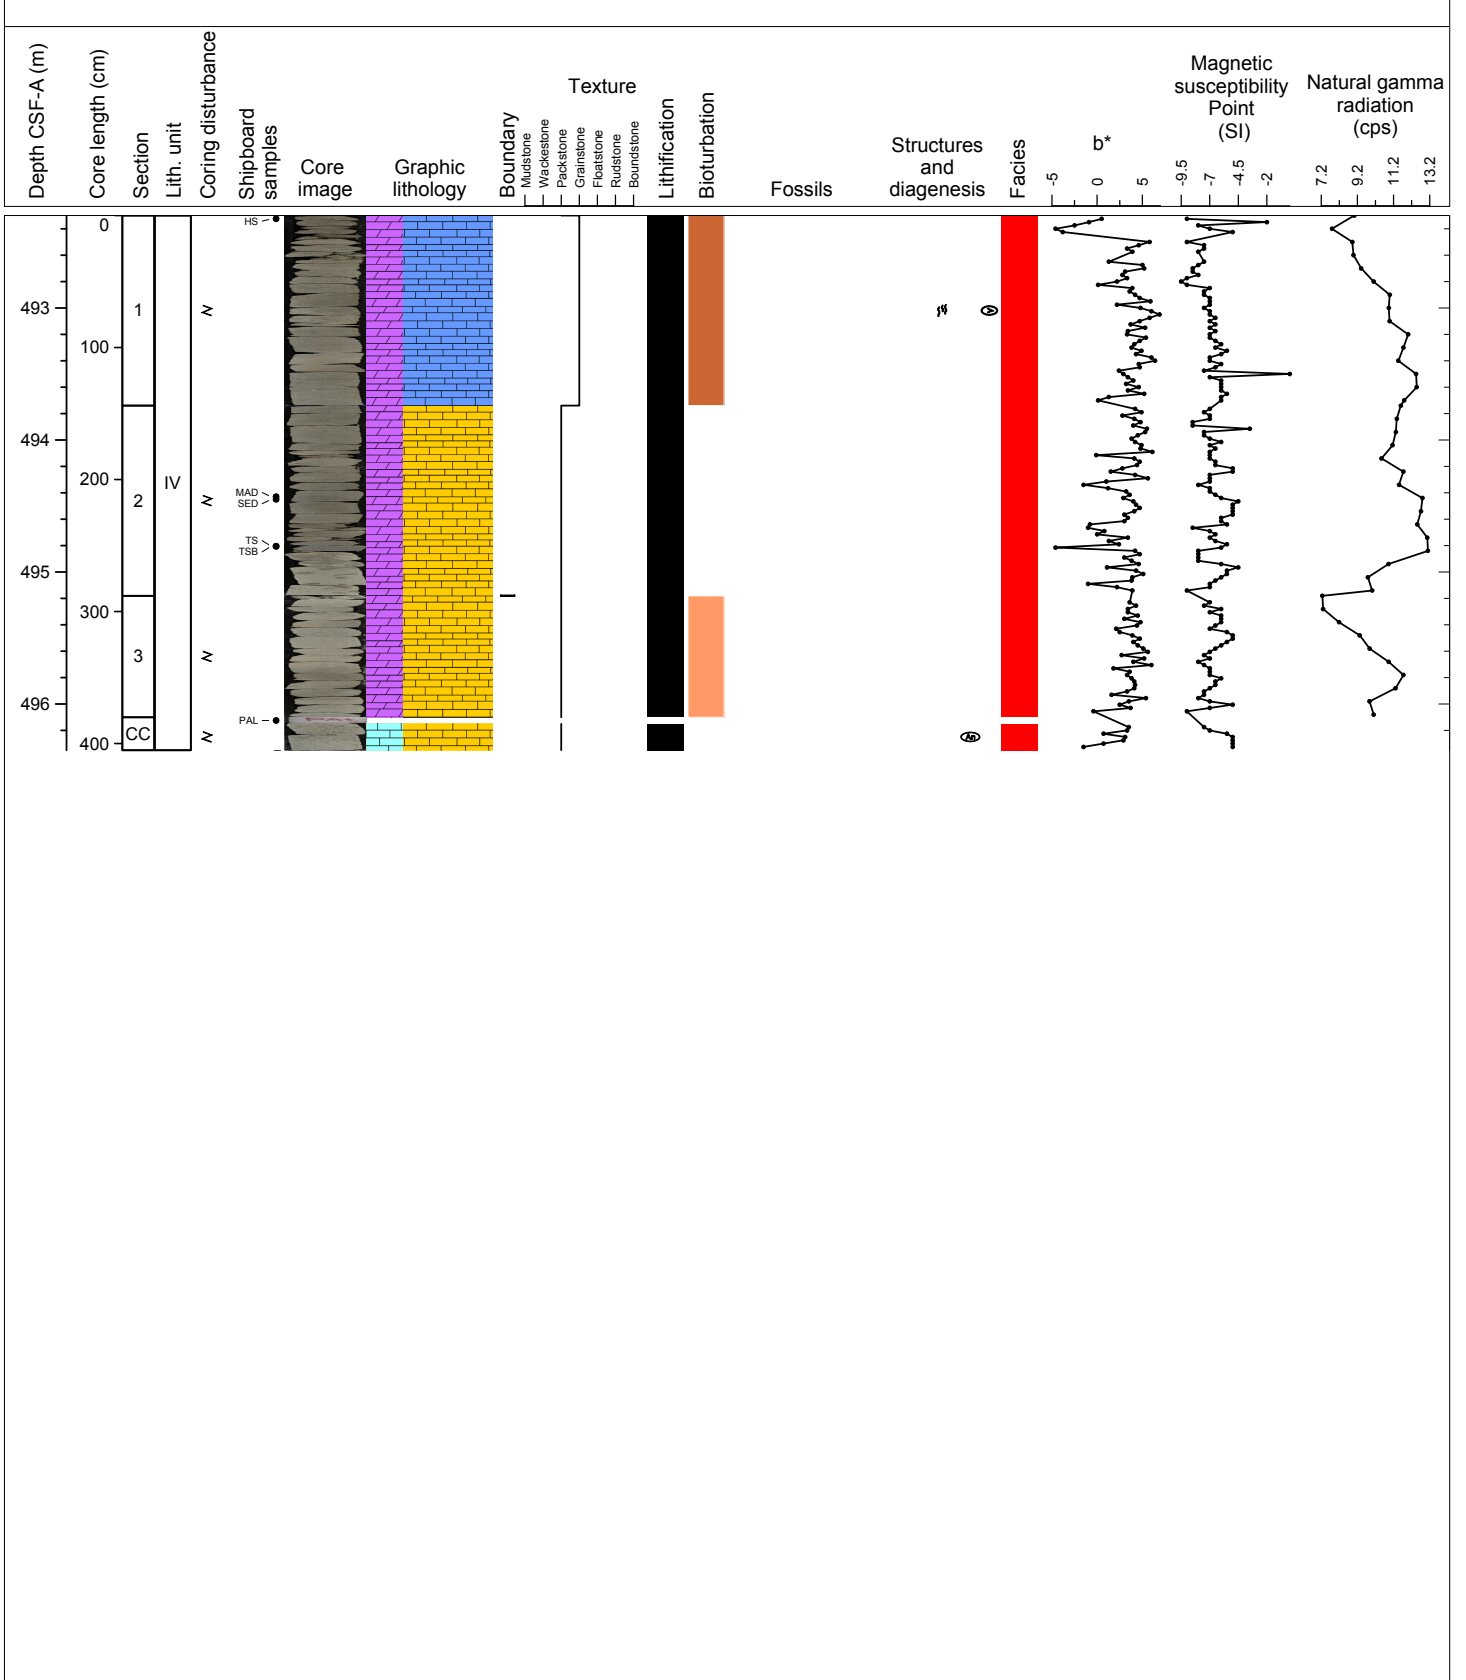 Depth CSF-A (m)
Core length (cm)
Section
Lith. unit
Coring disturbance
Shipboard
samples
Core
image
Graphic
lithology
Boundary
Texture
Mudstone
Wackestone
Packstone
Grainstone
Floatstone
Rudstone
Boundstone
Lithification
Bioturbation
Fossils
Structures
and
diagenesis
Facies
b*
-5
0
5
Magnetic
susceptibility
Point
(SI)
-9.5
-7
-4.5
-2
Natural gamma
radiation
(cps)
7.2
9.2
11.2
13.2
493
494
495
496
0
100
200
300
400
1
2
3
CC
IV
HS
MAD
SED
TS
TSB
PAL
I
An